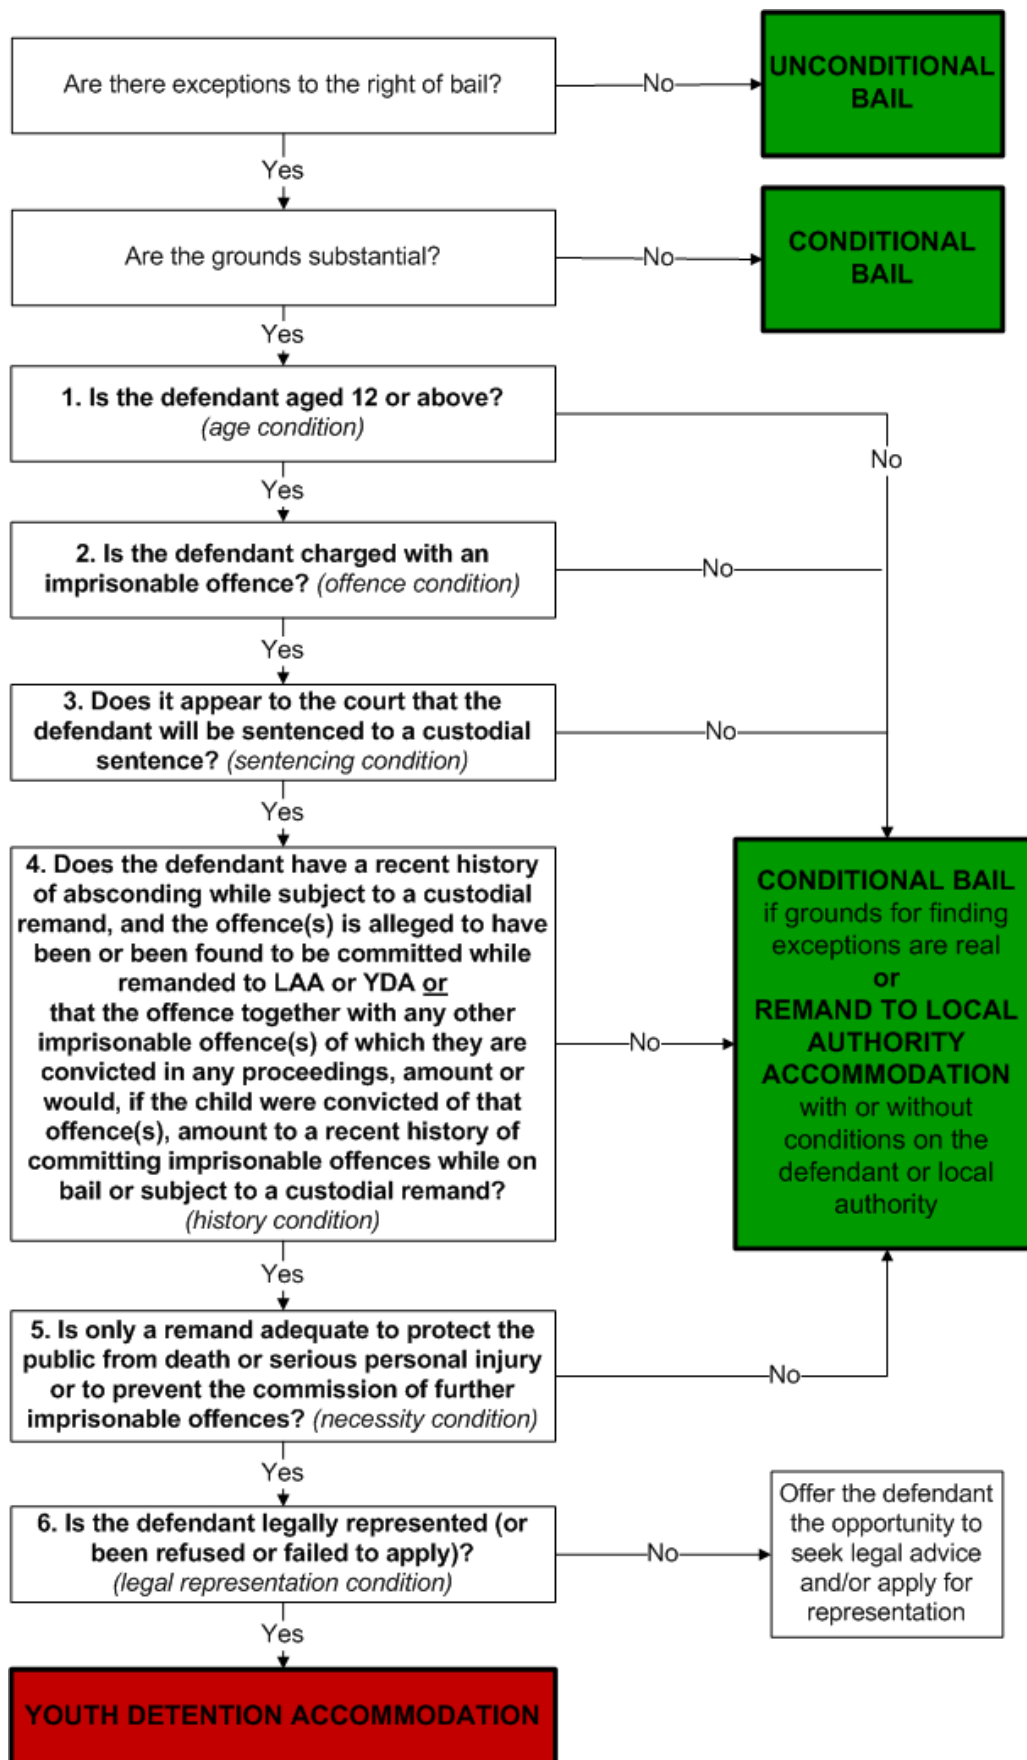 Are there exceptions to the right of bail?
No
UNCONDITIONAL
BAIL
Yes
Are the grounds substantial?
No
CONDITIONAL
BAIL
Yes
1. Is the defendant aged 12 or above?
(age condition)
No
Yes
2. Is the defendant charged with an
imprisonable offence? (offence condition)
No
Yes
3. Does it appear to the court that the
defendant will be sentenced to a custodial
sentence? (sentencing condition)
No
Yes
4. Does the defendant have a recent history
of absconding while subject to a custodial
remand, and the offence(s) is alleged to have
been or been found to be committed while
remanded to LAA or YDA or
that the offence together with any other
imprisonable offence(s) of which they are
convicted in any proceedings, amount or
would, if the child were convicted of that
offence(s), amount to a recent history of
committing imprisonable offences while on
bail or subject to a custodial remand?
(history condition)
No
CONDITIONAL BAIL
if grounds for finding
exceptions are real
or
REMAND TO LOCAL
AUTHORITY
ACCOMMODATION
with or without
conditions on the
defendant or local
authority
Yes
5. Is only a remand adequate to protect the
public from death or serious personal injury
or to prevent the commission of further
imprisonable offences? (necessity condition)
No
Yes
6. Is the defendant legally represented (or
been refused or failed to apply)?
(legal representation condition)
No
Offer the defendant
the opportunity to
seek legal advice
and/or apply for
representation
Yes
YOUTH DETENTION ACCOMMODATION